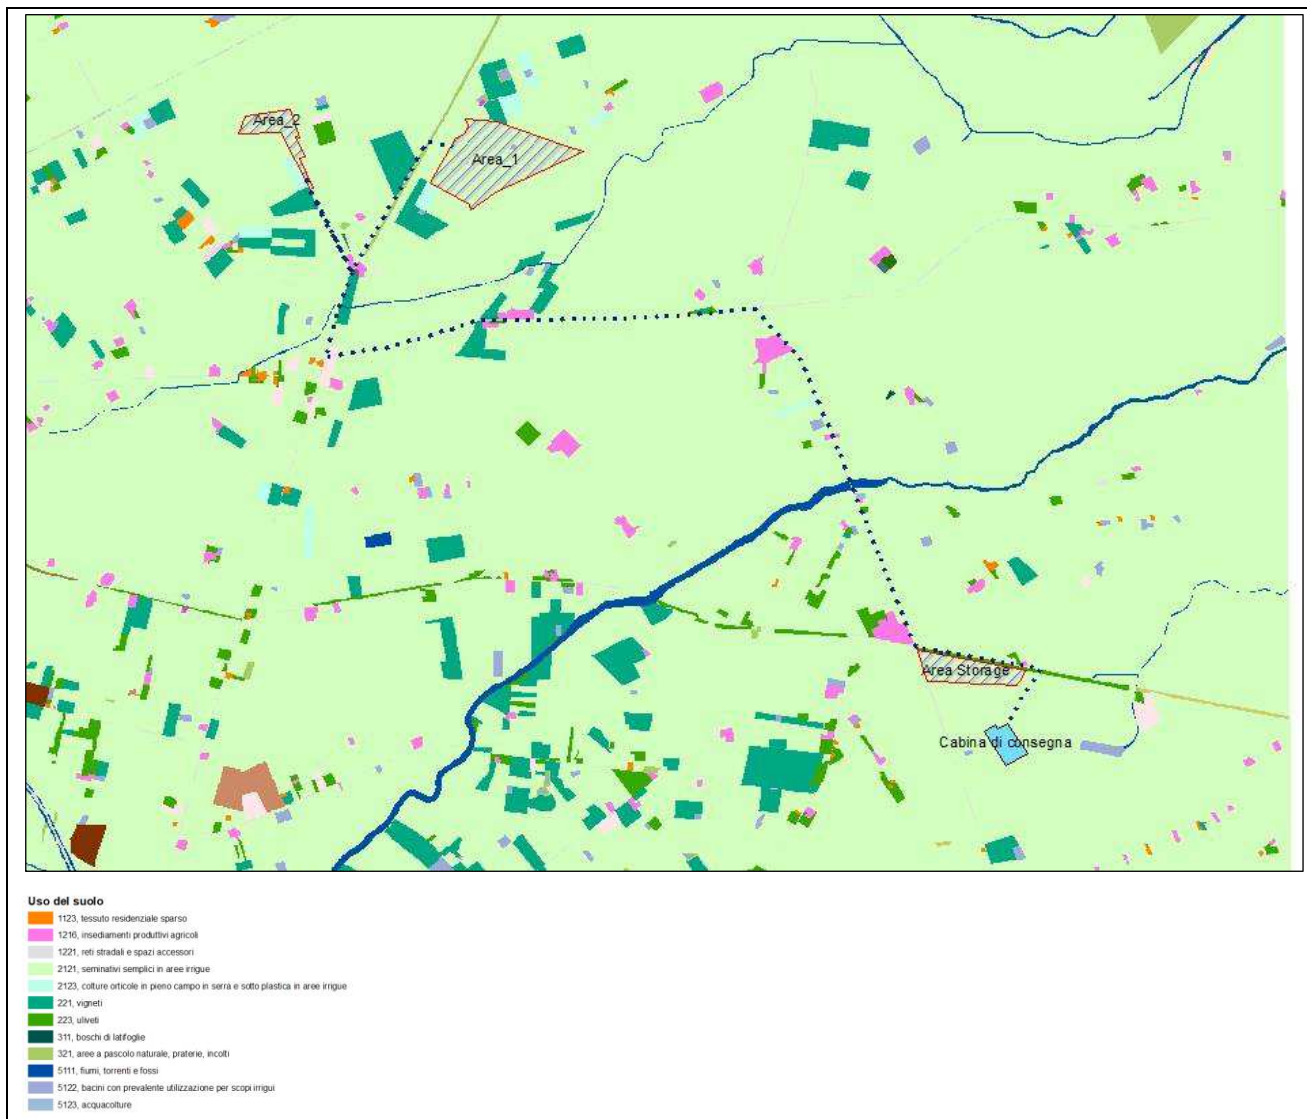 Area_2
Area_1
Area Storage
Cabina di consegna
Uso del suolo
1123, tessuto residenziale sparso
1216, insediamenti produttivi agricoli
1221, reti stradali e spazi accessori
2121, seminativi semplici in aree irrigue
2123, colture orticole in pieno campo in serra e sotto plastica in aree irrigue
221, vigneti
223, uliveti
311, boschi di latifoglie
321, aree a pascolo naturale, praterie, incolti
5111, fiumi, torrenti e fossi
5122, bacini con prevalente utilizzazione per scopi irrigui
5123, acquacolture